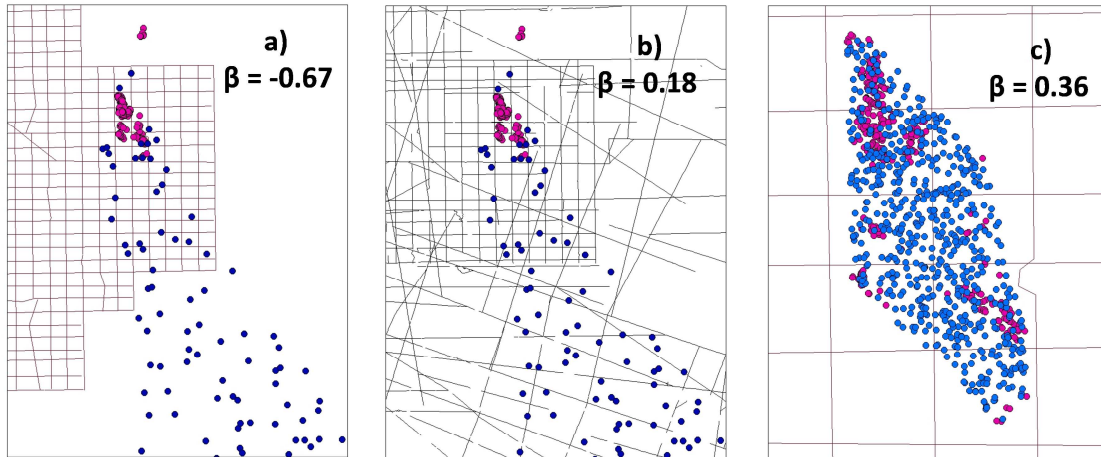 a)
β = -0.67
b)
β = 0.18
c)
β = 0.36